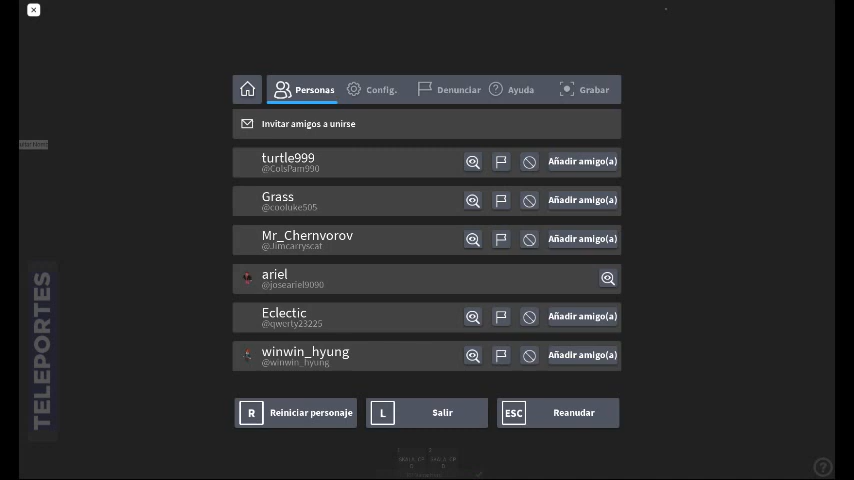 Personas
Config.
Denunciar
Ayuda
Grabar
Invitar amigos a unirse
turtle999
@ColsPam990
Añadir amigo(a)
Grass
@cooluke505
Añadir amigo(a)
Mr_Chernvorov
@Jimcarryscat
Añadir amigo(a)
ariel
@joseariel9090
Eclectic
@qwerty23225
Añadir amigo(a)
winwin_hyung
@winwin_hyung
Añadir amigo(a)
TELEPORTES
R Reiniciar personaje
L Salir
ESC Reanudar